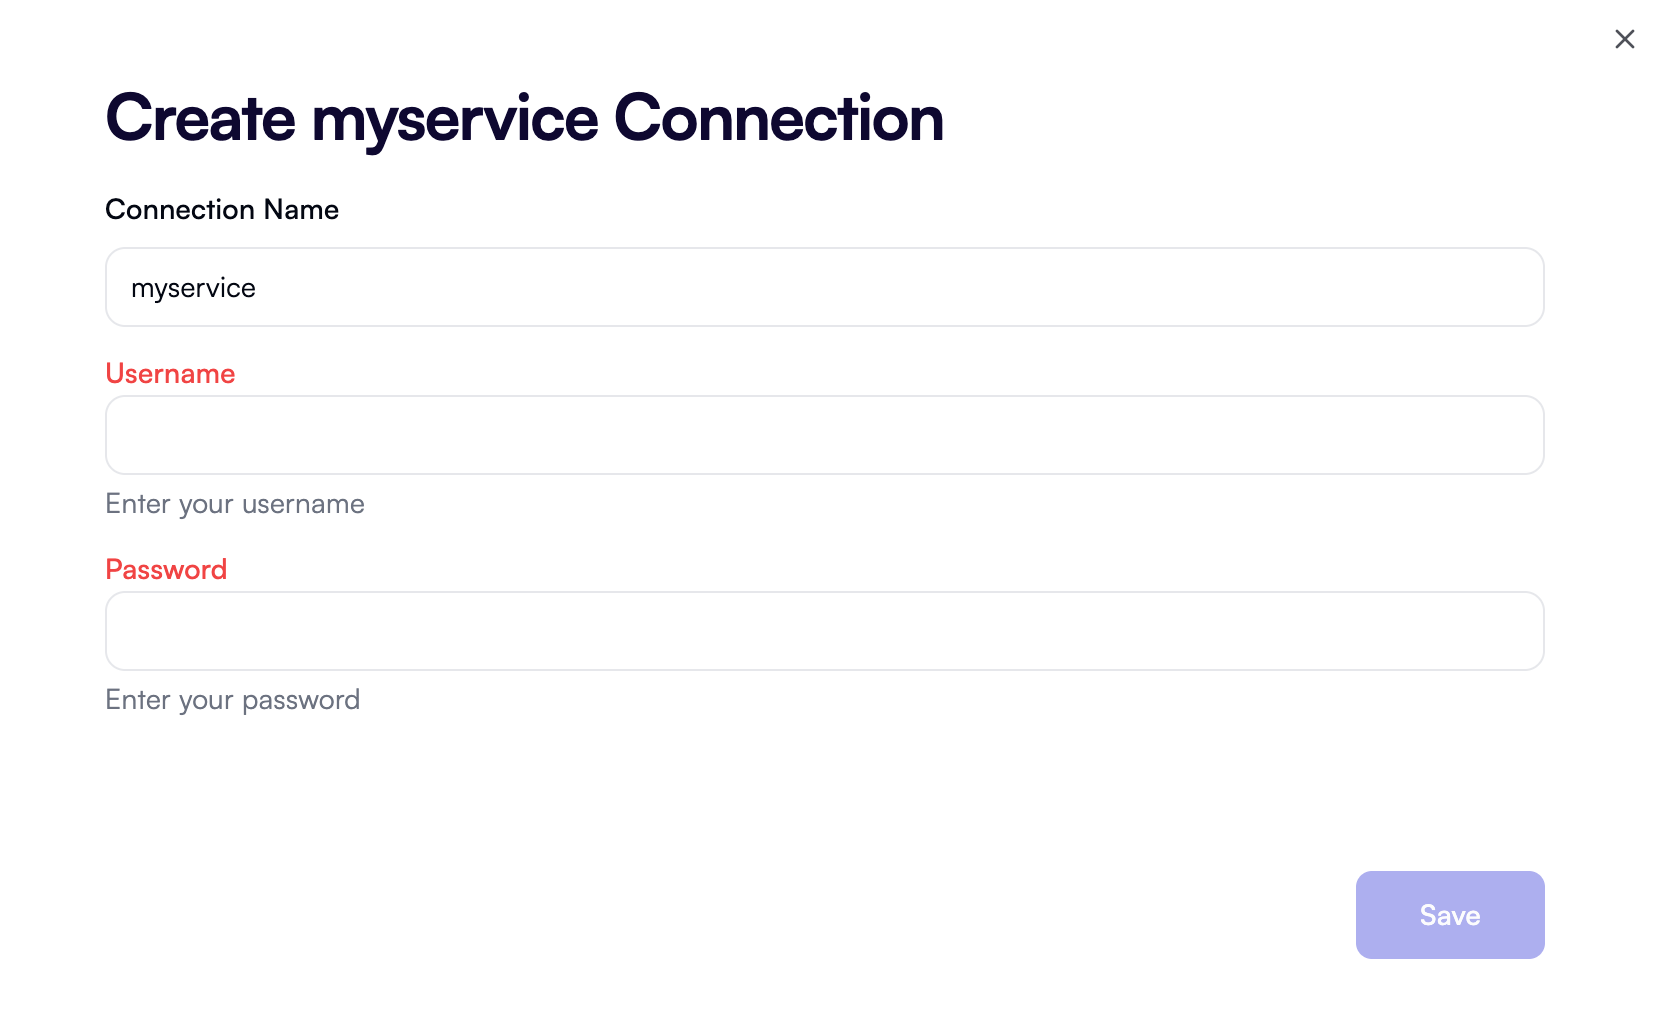 Create myservice Connection
Connection Name
myservice
Username
Enter your username
Password
Enter your password
Save